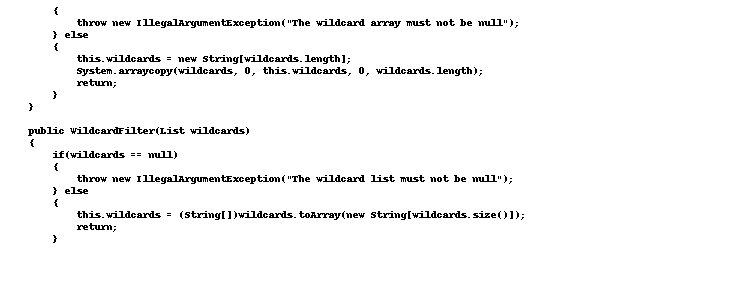 {
throw new IllegalArgumentException("The wildcard array must not be null");
} else
{
this.wildcards = new String[wildcards.length];
System.arraycopy(wildcards, 0, this.wildcards, 0, wildcards.length);
return;
}
}
public WildcardFilter(List wildcards)
{
if(wildcards == null)
{
throw new IllegalArgumentException("The wildcard list must not be null");
} else
{
this.wildcards = (String[])wildcards.toArray(new String[wildcards.size()]);
return;
}